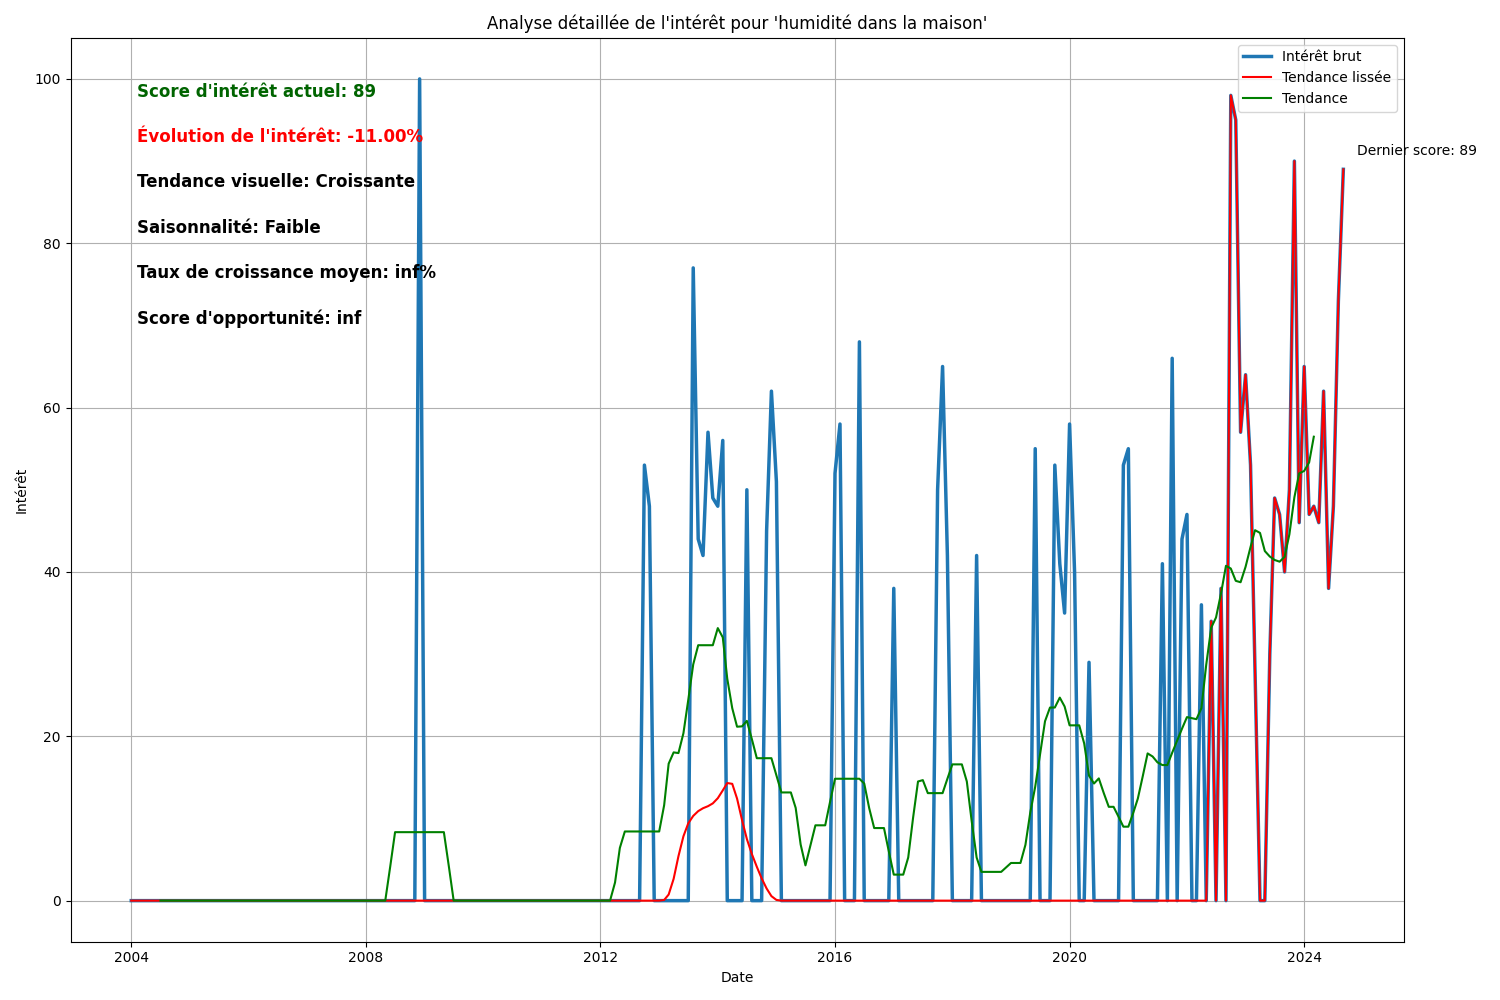 Analyse détaillée de l'intérêt pour 'humidité dans la maison'
Intérêt brut
Tendance lissée
Tendance
Score d'intérêt actuel: 89
Évolution de l'intérêt: -11.00%
Tendance visuelle: Croissante
Saisonnalité: Faible
Taux de croissance moyen: inf%
Score d'opportunité: inf
Dernier score: 89
Intérêt
100
80
60
40
20
0
2004
2008
2012
2016
2020
2024
Date